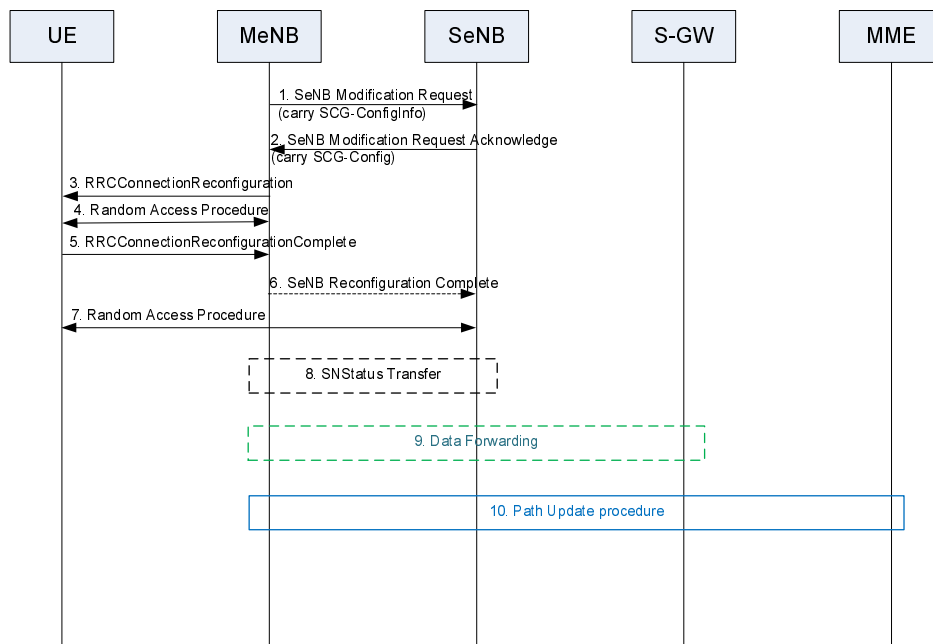 UE
MeNB
SeNB
S-GW
MME
1. SeNB Modification Request
(carry SCG-ConfigInfo)
2. SeNB Modification Request Acknowledge
(carry SCG-Config)
3. RRCConnectionReconfiguration
4. Random Access Procedure
5. RRCConnectionReconfigurationComplete
6. SeNB Reconfiguration Complete
7. Random Access Procedure
8. SNStatus Transfer
9. Data Forwarding
10. Path Update procedure